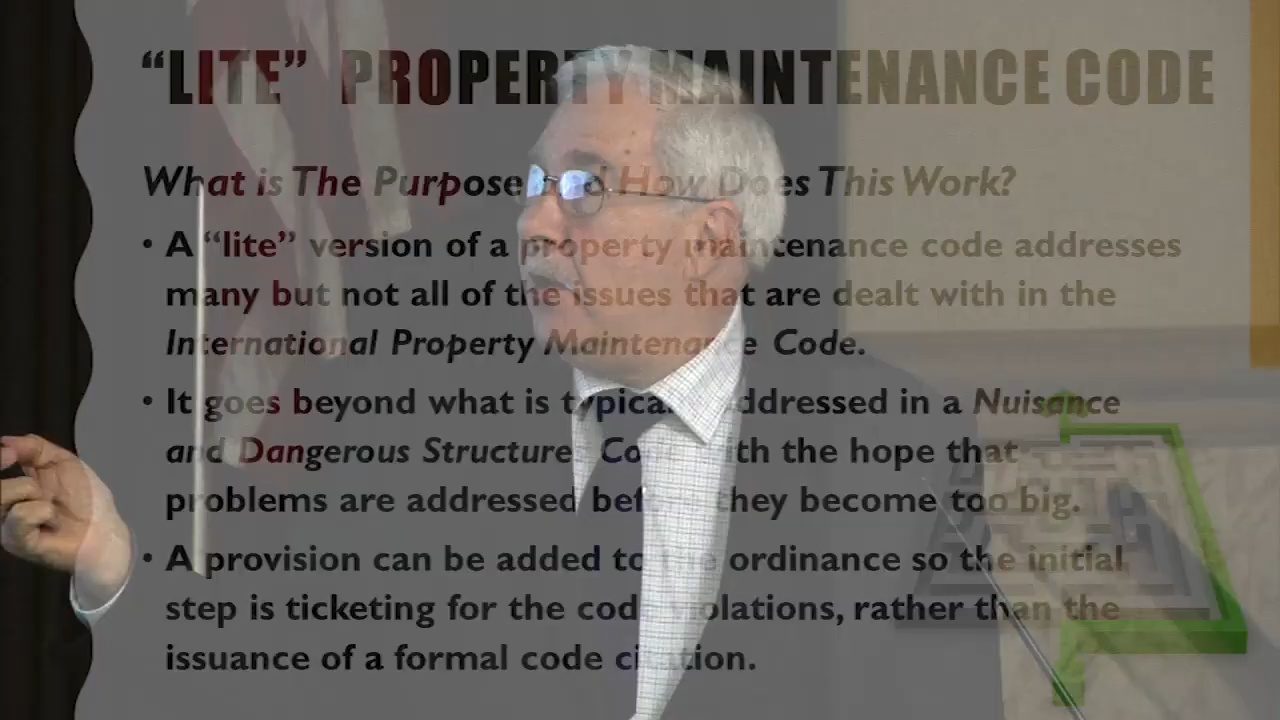 “LITE” PROPERTY MAINTENANCE CODE
What is The Purpose and How Does This Work?
• A “lite” version of a property maintenance code addresses
many but not all of the issues that are dealt with in the
International Property Maintenance Code.
• It goes beyond what is typically addressed in a Nuisance
and Dangerous Structures Code with the hope that
problems are addressed before they become too big.
• A provision can be added to the ordinance so the initial
step is ticketing for the code violations, rather than the
issuance of a formal code citation.